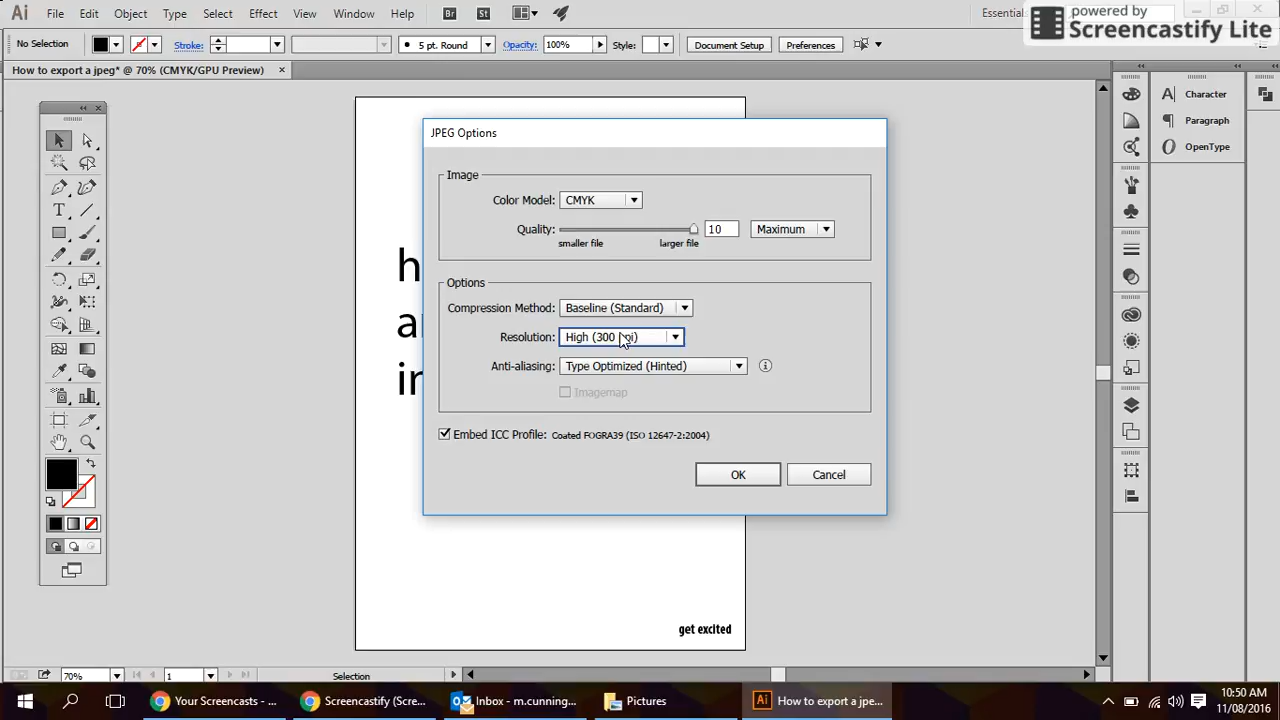 Ai File Edit Object Type Select Effect View Window Help Br St Essentials
powered by
Screencastify Lite
No Selection Stroke: 5 pt. Round Opacity: 100% Style: Document Setup Preferences
How to export a jpeg* @ 70% (CMYK/GPU Preview)
Character
Paragraph
OpenType
JPEG Options
Image
Color Model: CMYK
Quality: 10 Maximum
smaller file larger file
Options
Compression Method: Baseline (Standard)
Resolution: High (300 ppi)
Anti-aliasing: Type Optimized (Hinted)
Imagemap
Embed ICC Profile: Coated FOGRA39 (ISO 12647-2:2004)
OK Cancel
h
a
in
get excited
70% 1 Selection
Your Screencasts - ... Screencastify (Scre... Inbox - m.cunning... Pictures Ai How to export a jpe...
10:50 AM
11/08/2016